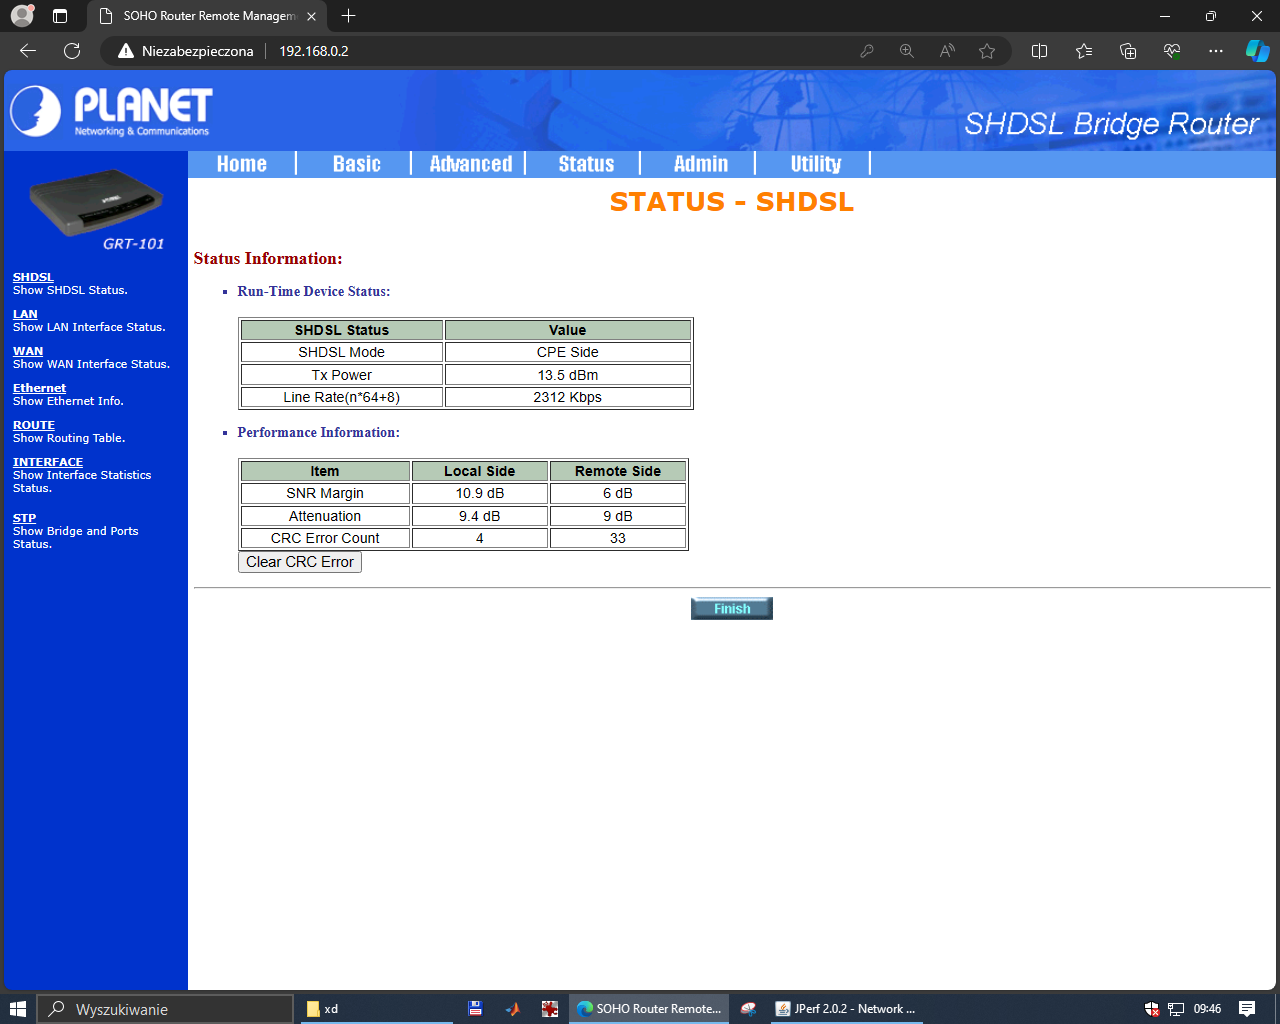 SOHO Router Remote Managem
Niezabezpieczona
192.168.0.2
PLANET
Networking & Communications
SHDSL Bridge Router
Home
Basic
Advanced
Status
Admin
Utility
GRT-101
SHDSL
Show SHDSL Status.
LAN
Show LAN Interface Status.
WAN
Show WAN Interface Status.
Ethernet
Show Ethernet Info.
ROUTE
Show Routing Table.
INTERFACE
Show Interface Statistics
Status.
STP
Show Bridge and Ports
Status.
STATUS - SHDSL
Status Information:
Run-Time Device Status:
SHDSL Status Value
SHDSL Mode CPE Side
Tx Power 13.5 dBm
Line Rate(n*64+8) 2312 Kbps
Performance Information:
Item Local Side Remote Side
SNR Margin 10.9 dB 6 dB
Attenuation 9.4 dB 9 dB
CRC Error Count 4 33
Clear CRC Error
Finish
Wyszukiwanie
xd
SOHO Router Remote...
JPerf 2.0.2 - Network ...
09:46